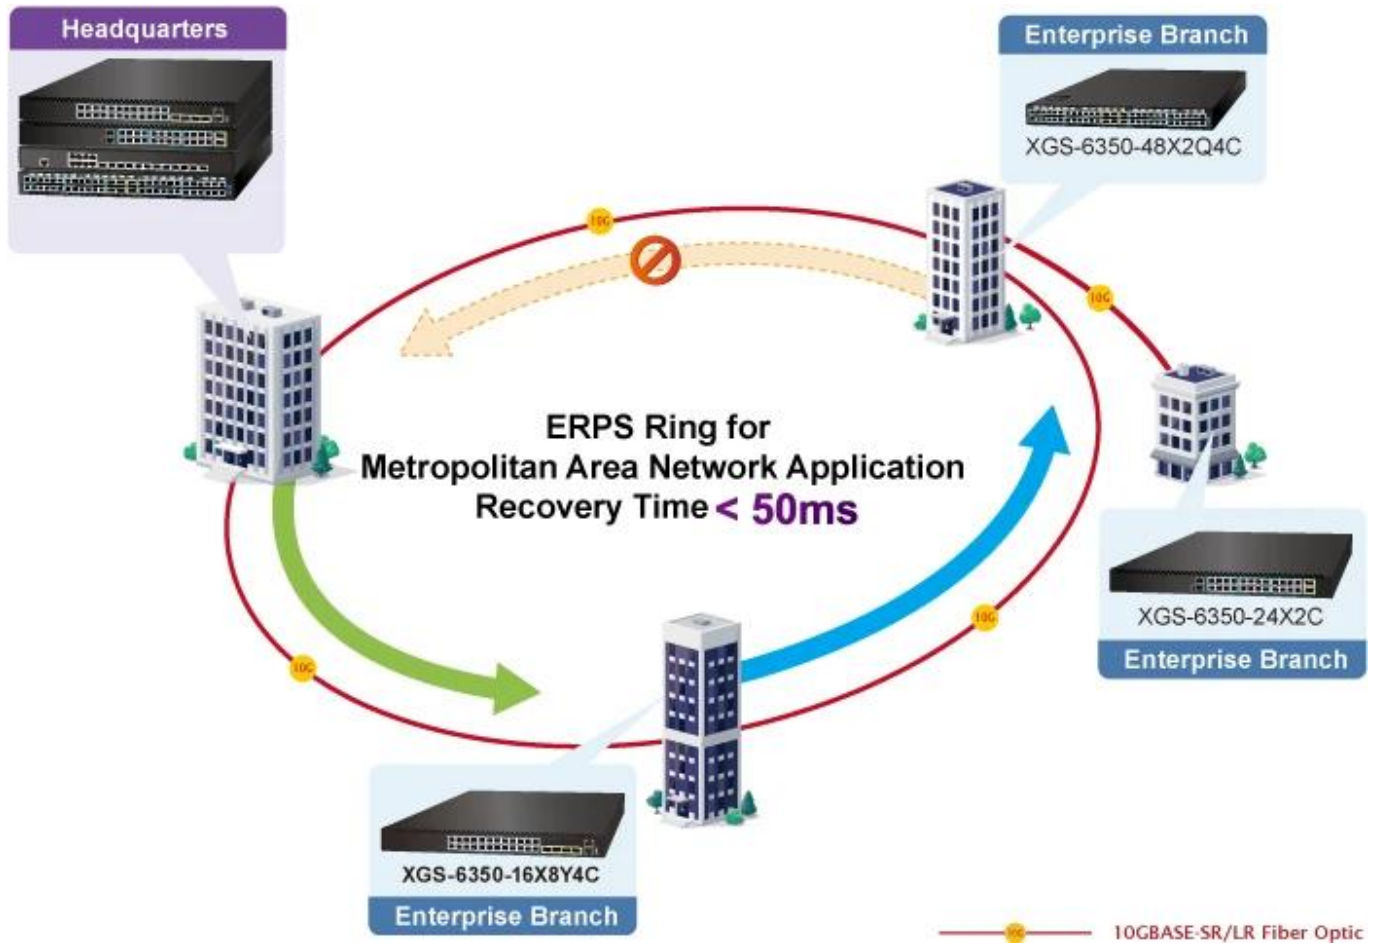 Headquarters
Enterprise Branch
XGS-6350-48X2Q4C
10G
10G
ERPS Ring for
Metropolitan Area Network Application
Recovery Time < 50ms
XGS-6350-24X2C
Enterprise Branch
10G
10G
XGS-6350-16X8Y4C
Enterprise Branch
10G
10GBASE-SR/LR Fiber Optic